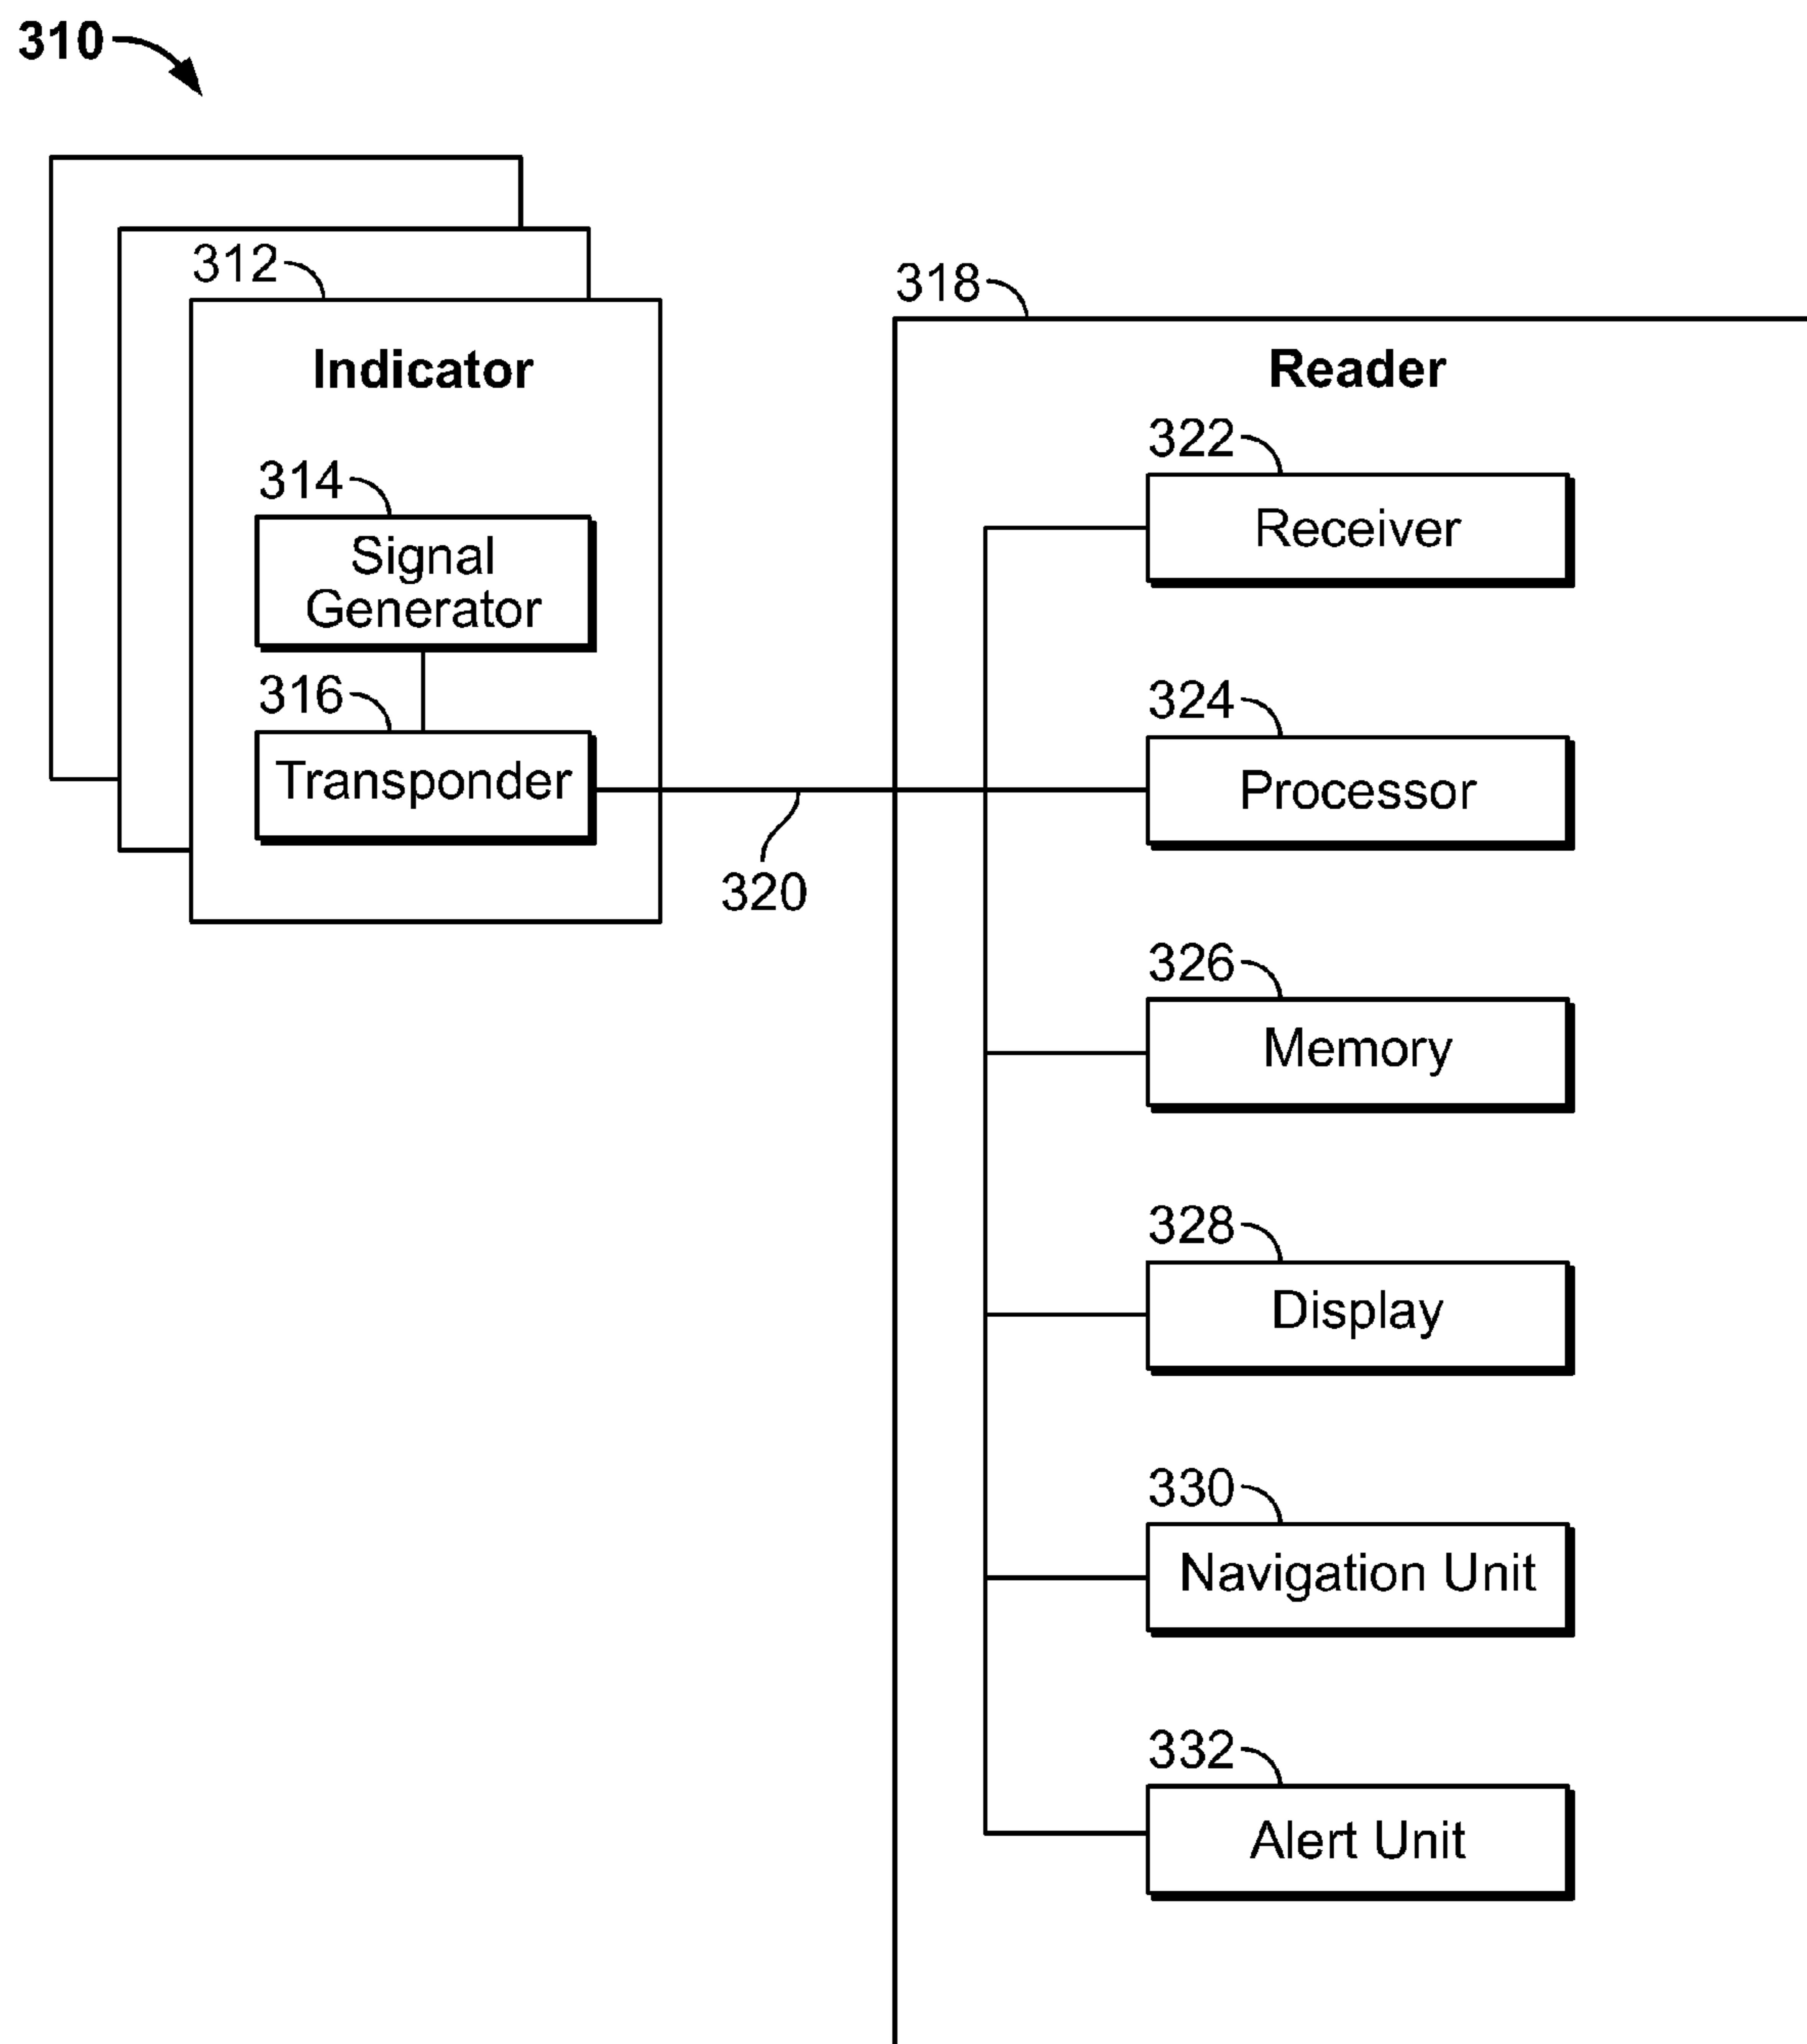 310
312
Indicator
314
Signal
Generator
316
Transponder
320
318
Reader
322
Receiver
324
Processor
326
Memory
328
Display
330
Navigation Unit
332
Alert Unit